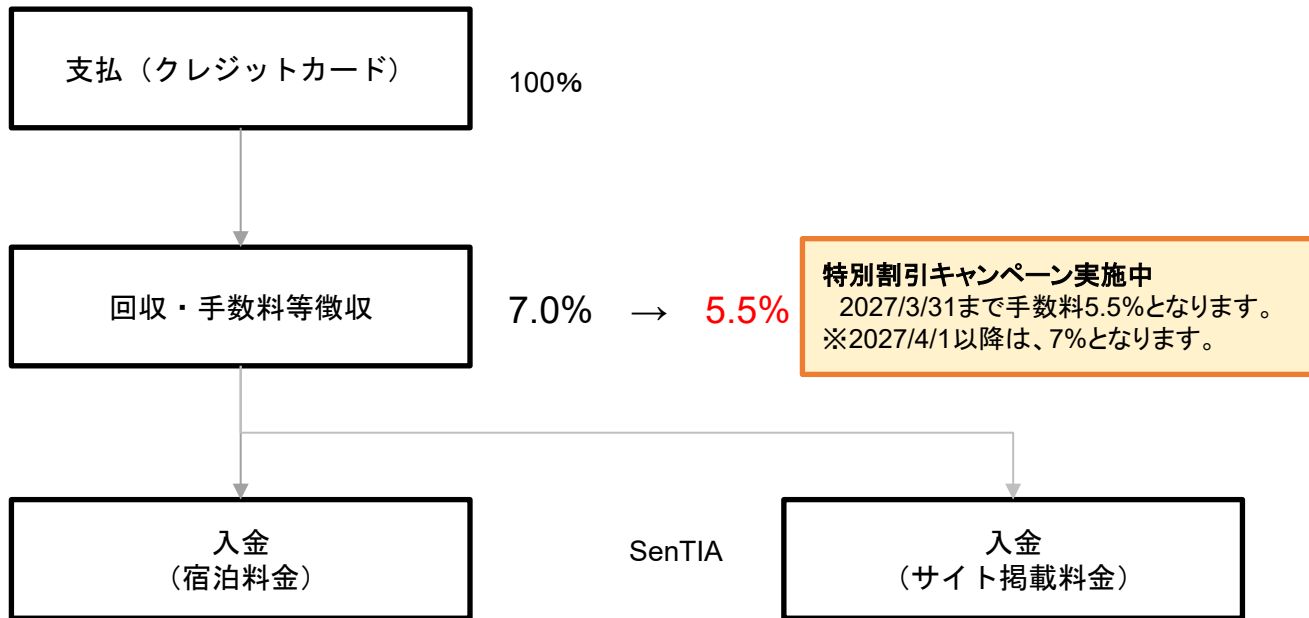 支払（クレジットカード）
100%
回収・手数料等徴収
7.0% → 5.5%
特別割引キャンペーン実施中
2027/3/31まで手数料5.5%となります。
※2027/4/1以降は、7%となります。
入金
（宿泊料金）
SenTIA
入金
（サイト掲載料金）